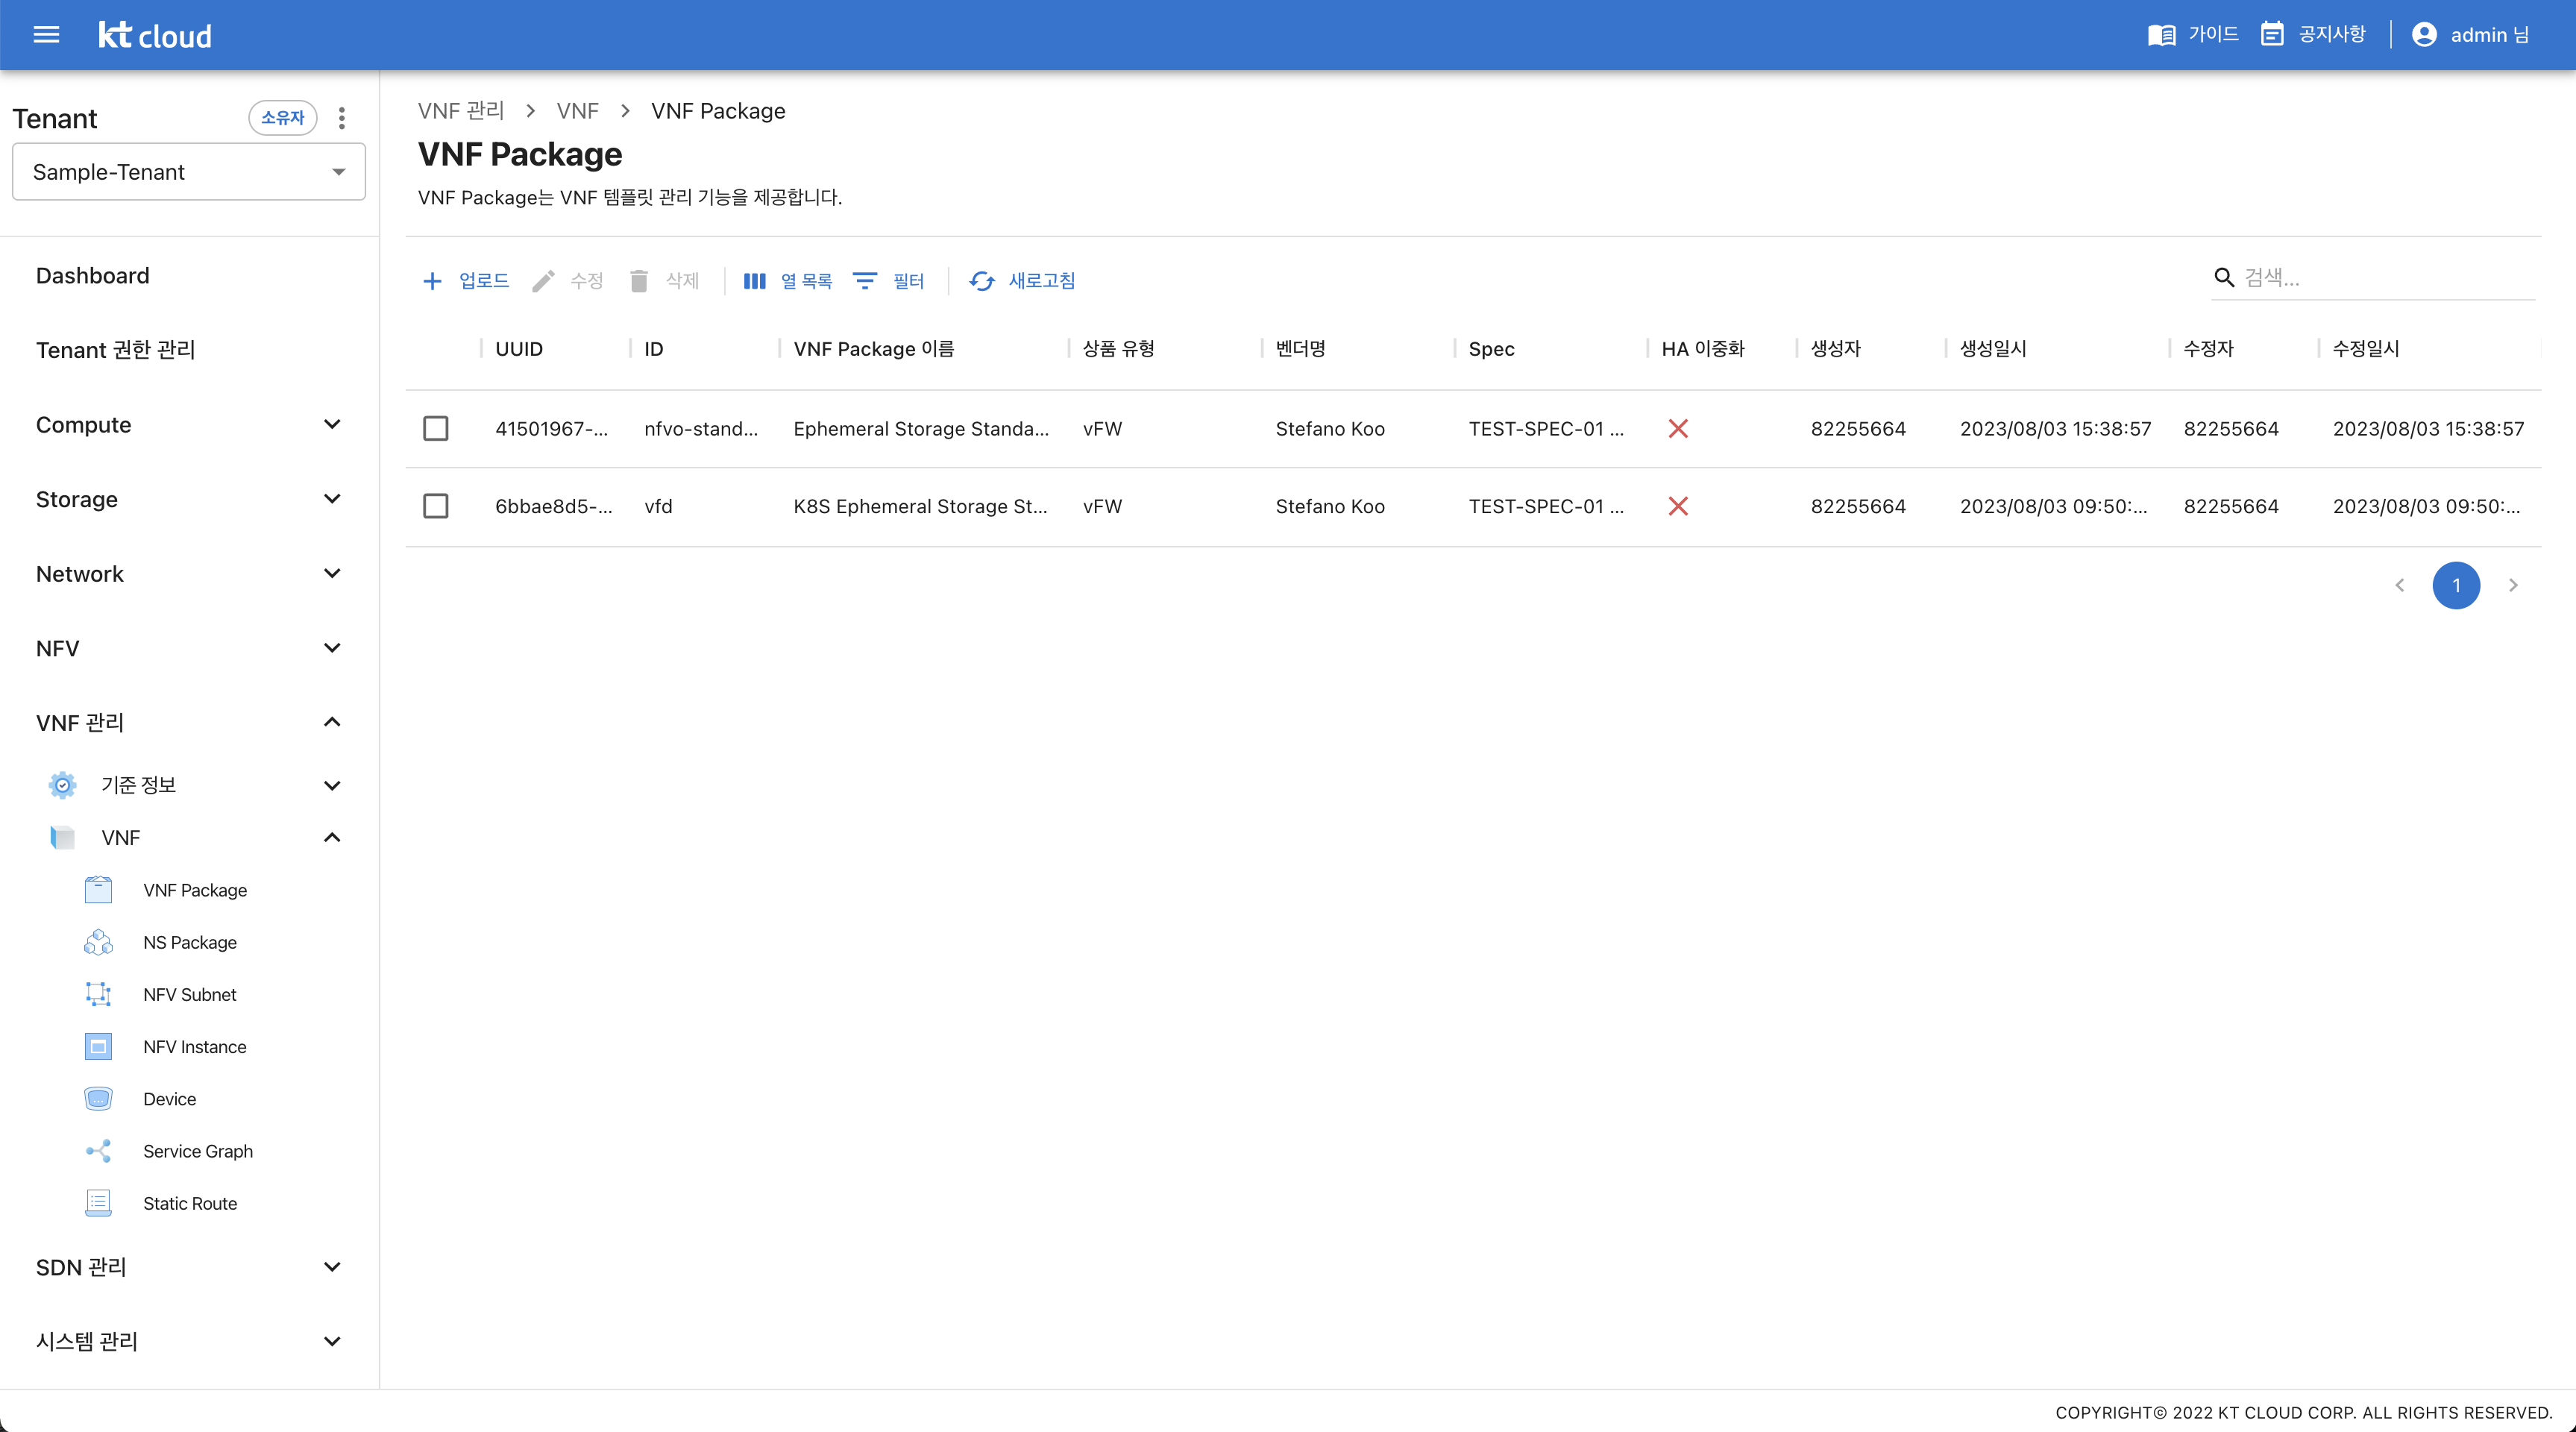 kt cloud
가이드 공지사항 admin 님
Tenant 소유자
Sample-Tenant
Dashboard
Tenant 권한 관리
Compute
Storage
Network
NFV
VNF 관리
기준 정보
VNF
VNF Package
NS Package
NFV Subnet
NFV Instance
Device
Service Graph
Static Route
SDN 관리
시스템 관리
VNF 관리 > VNF > VNF Package
VNF Package
VNF Package는 VNF 템플릿 관리 기능을 제공합니다.
업로드 수정 삭제 열 목록 필터 새로고침 검색...
UUID ID VNF Package 이름 상품 유형 벤더명 Spec HA 이중화 생성자 생성일시 수정자 수정일시
41501967-... nfvo-stand... Ephemeral Storage Standa... vFW Stefano Koo TEST-SPEC-01 ... 82255664 2023/08/03 15:38:57 82255664 2023/08/03 15:38:57
6bbae8d5-... vfd K8S Ephemeral Storage St... vFW Stefano Koo TEST-SPEC-01 ... 82255664 2023/08/03 09:50:... 82255664 2023/08/03 09:50:...
1
COPYRIGHT© 2022 KT CLOUD CORP. ALL RIGHTS RESERVED.